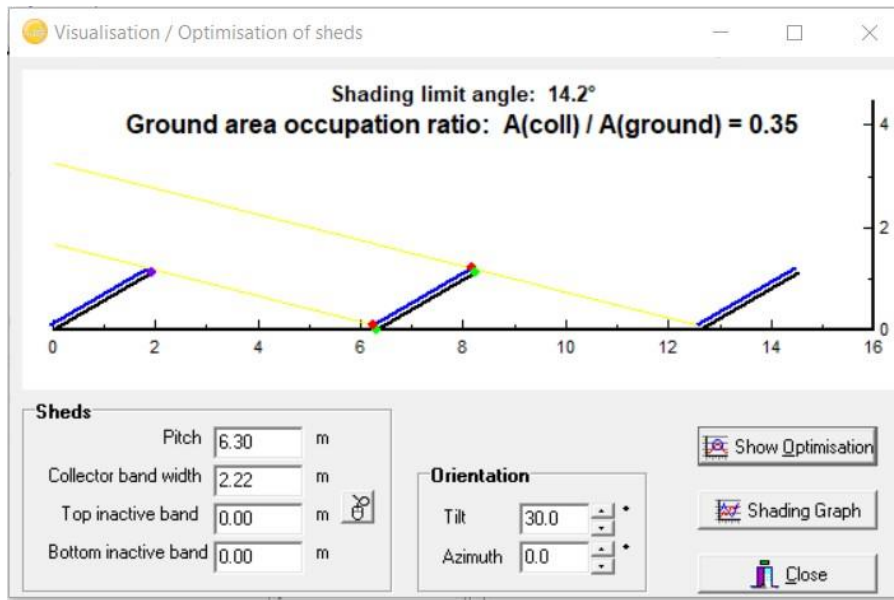 Visualisation / Optimisation of sheds
Shading limit angle: 14.2°
Ground area occupation ratio: A(coll) / A(ground) = 0.35
4
2
0
0 2 4 6 8 10 12 14 16
Sheds
Pitch 6.30 m
Collector band width 2.22 m
Top inactive band 0.00 m
Bottom inactive band 0.00 m
Orientation
Tilt 30.0 °
Azimuth 0.0 °
Show Optimisation
Shading Graph
Close